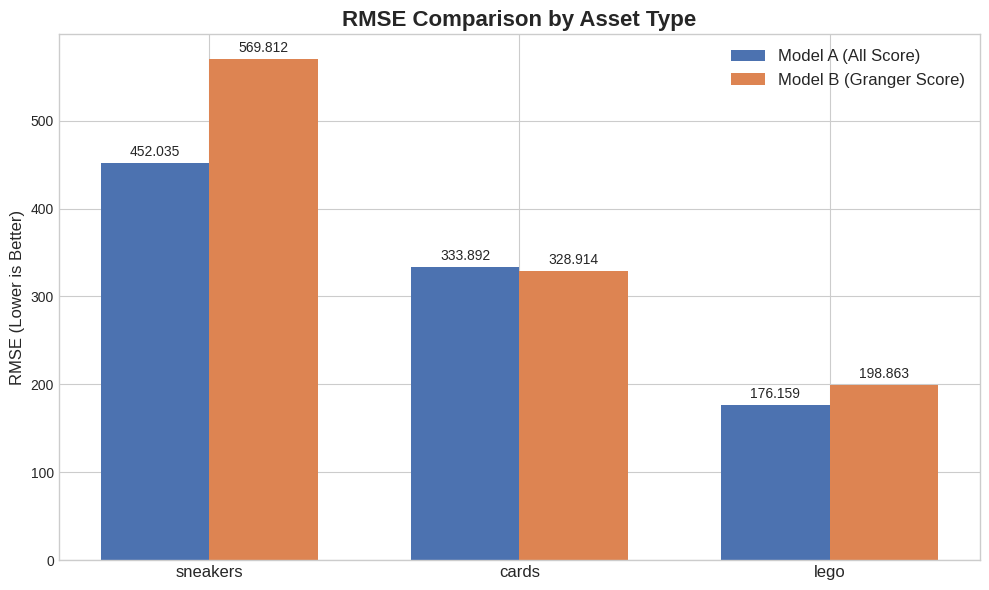 RMSE Comparison by Asset Type
Model A (All Score)
Model B (Granger Score)
RMSE (Lower is Better)
500
400
300
200
100
0
452.035
569.812
333.892
328.914
176.159
198.863
sneakers
cards
lego